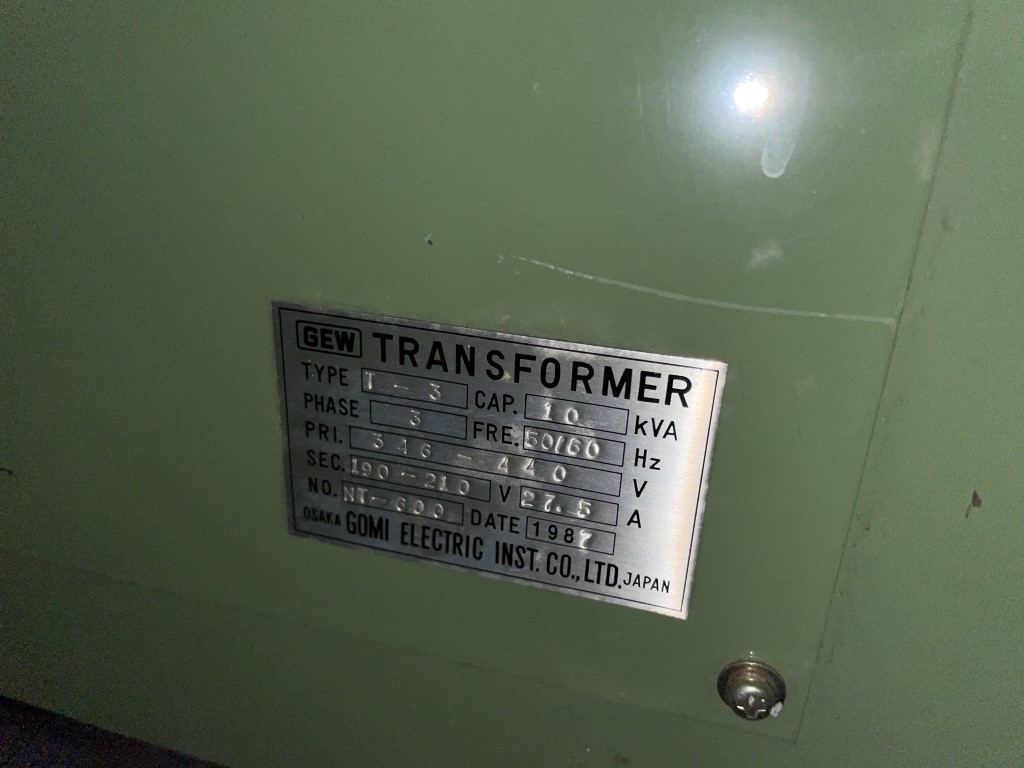 GEW TRANSFORMER
TYPE T-3 CAP. 10 kVA
PHASE 3 FRE. 50/60 Hz
PRI. 346-440 V
SEC. 190-210 V 27.5 A
NO. NT-600 DATE 1987
OSAKA GOMI ELECTRIC INST. CO., LTD. JAPAN